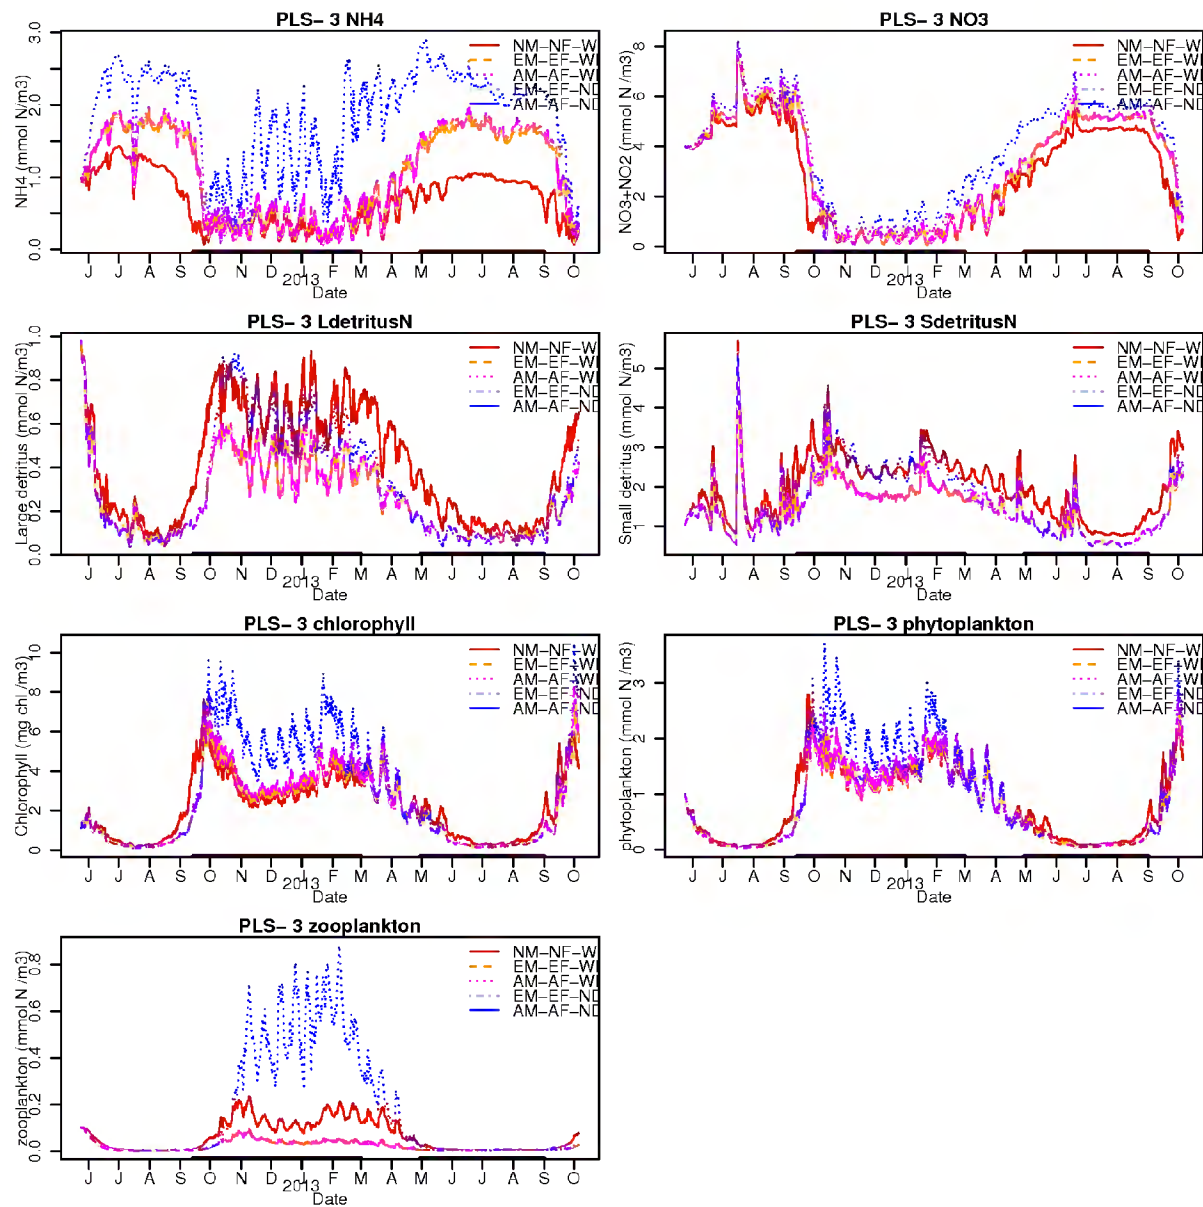 PLS− 3 NH4
NH4 (mmol N/m3)
0.0 1.0 2.0 3.0
NM−NF−W
EM−EF−WI
AM−AF−WI
EM−EF−ND
AM−AF−ND
J J A S O N D J F M A M J J A S O
2013
Date
PLS− 3 NO3
NO3+NO2 (mmol N /m3)
0 2 4 6 8
NM−NF−W
EM−EF−WI
AM−AF−WI
EM−EF−ND
AM−AF−ND
J J A S O N D J F M A M J J A S O
2013
Date
PLS− 3 LdetritusN
Large detritus (mmol N/m3)
0.0 0.2 0.4 0.6 0.8 1.0
NM−NF−W
EM−EF−WI
AM−AF−WI
EM−EF−ND
AM−AF−ND
J J A S O N D J F M A M J J A S O
2013
Date
PLS− 3 SdetritusN
Small detritus (mmol N/m3)
1 2 3 4 5
NM−NF−W
EM−EF−WI
AM−AF−WI
EM−EF−ND
AM−AF−ND
J J A S O N D J F M A M J J A S O
2013
Date
PLS− 3 chlorophyll
Chlorophyll (mg chl /m3)
0 2 4 6 8 10
NM−NF−W
EM−EF−WI
AM−AF−WI
EM−EF−ND
AM−AF−ND
J J A S O N D J F M A M J J A S O
2013
Date
PLS− 3 phytoplankton
phytoplankton (mmol N /m3)
0 1 2 3
NM−NF−W
EM−EF−WI
AM−AF−WI
EM−EF−ND
AM−AF−ND
J J A S O N D J F M A M J J A S O
2013
Date
PLS− 3 zooplankton
zooplankton (mmol N /m3)
0.0 0.2 0.4 0.6 0.8
NM−NF−W
EM−EF−WI
AM−AF−WI
EM−EF−ND
AM−AF−ND
J J A S O N D J F M A M J J A S O
2013
Date